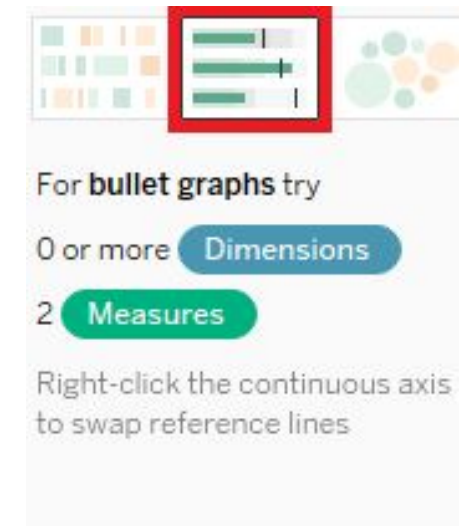 For bullet graphs try
0 or more Dimensions
2 Measures
Right-click the continuous axis
to swap reference lines